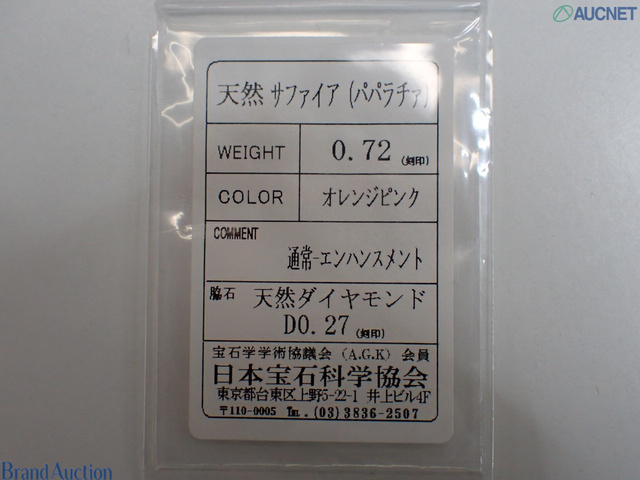 AUCNET
天然 サファイア (パパラチァ)
WEIGHT 0.72 (刻印)
COLOR オレンジピンク
COMMENT
通常-エンハンスメント
脇石 天然ダイヤモンド
D0.27 (刻印)
宝石学学術協議会 (A.G.K) 会員
日本宝石科学協会
東京都台東区上野5-22-1 井上ビル4F
〒110-0005 TEL. (03)3836-2507
Brand Auction